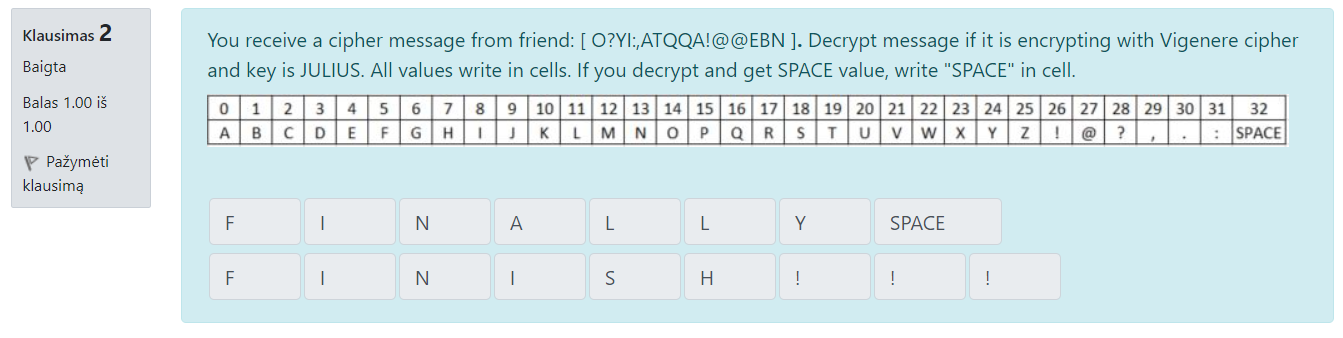 Klausimas 2
Baigta
Balas 1.00 iš
1.00
Pažymėti
klausimą
You receive a cipher message from friend: [ O?YI:,ATQQA!@@EBN ]. Decrypt message if it is encrypting with Vigenere cipher
and key is JULIUS. All values write in cells. If you decrypt and get SPACE value, write "SPACE" in cell.
0 1 2 3 4 5 6 7 8 9 10 11 12 13 14 15 16 17 18 19 20 21 22 23 24 25 26 27 28 29 30 31 32
A B C D E F G H I J K L M N O P Q R S T U V W X Y Z ! @ ? , . : SPACE
F I N A L L Y SPACE
F I N I S H ! ! !